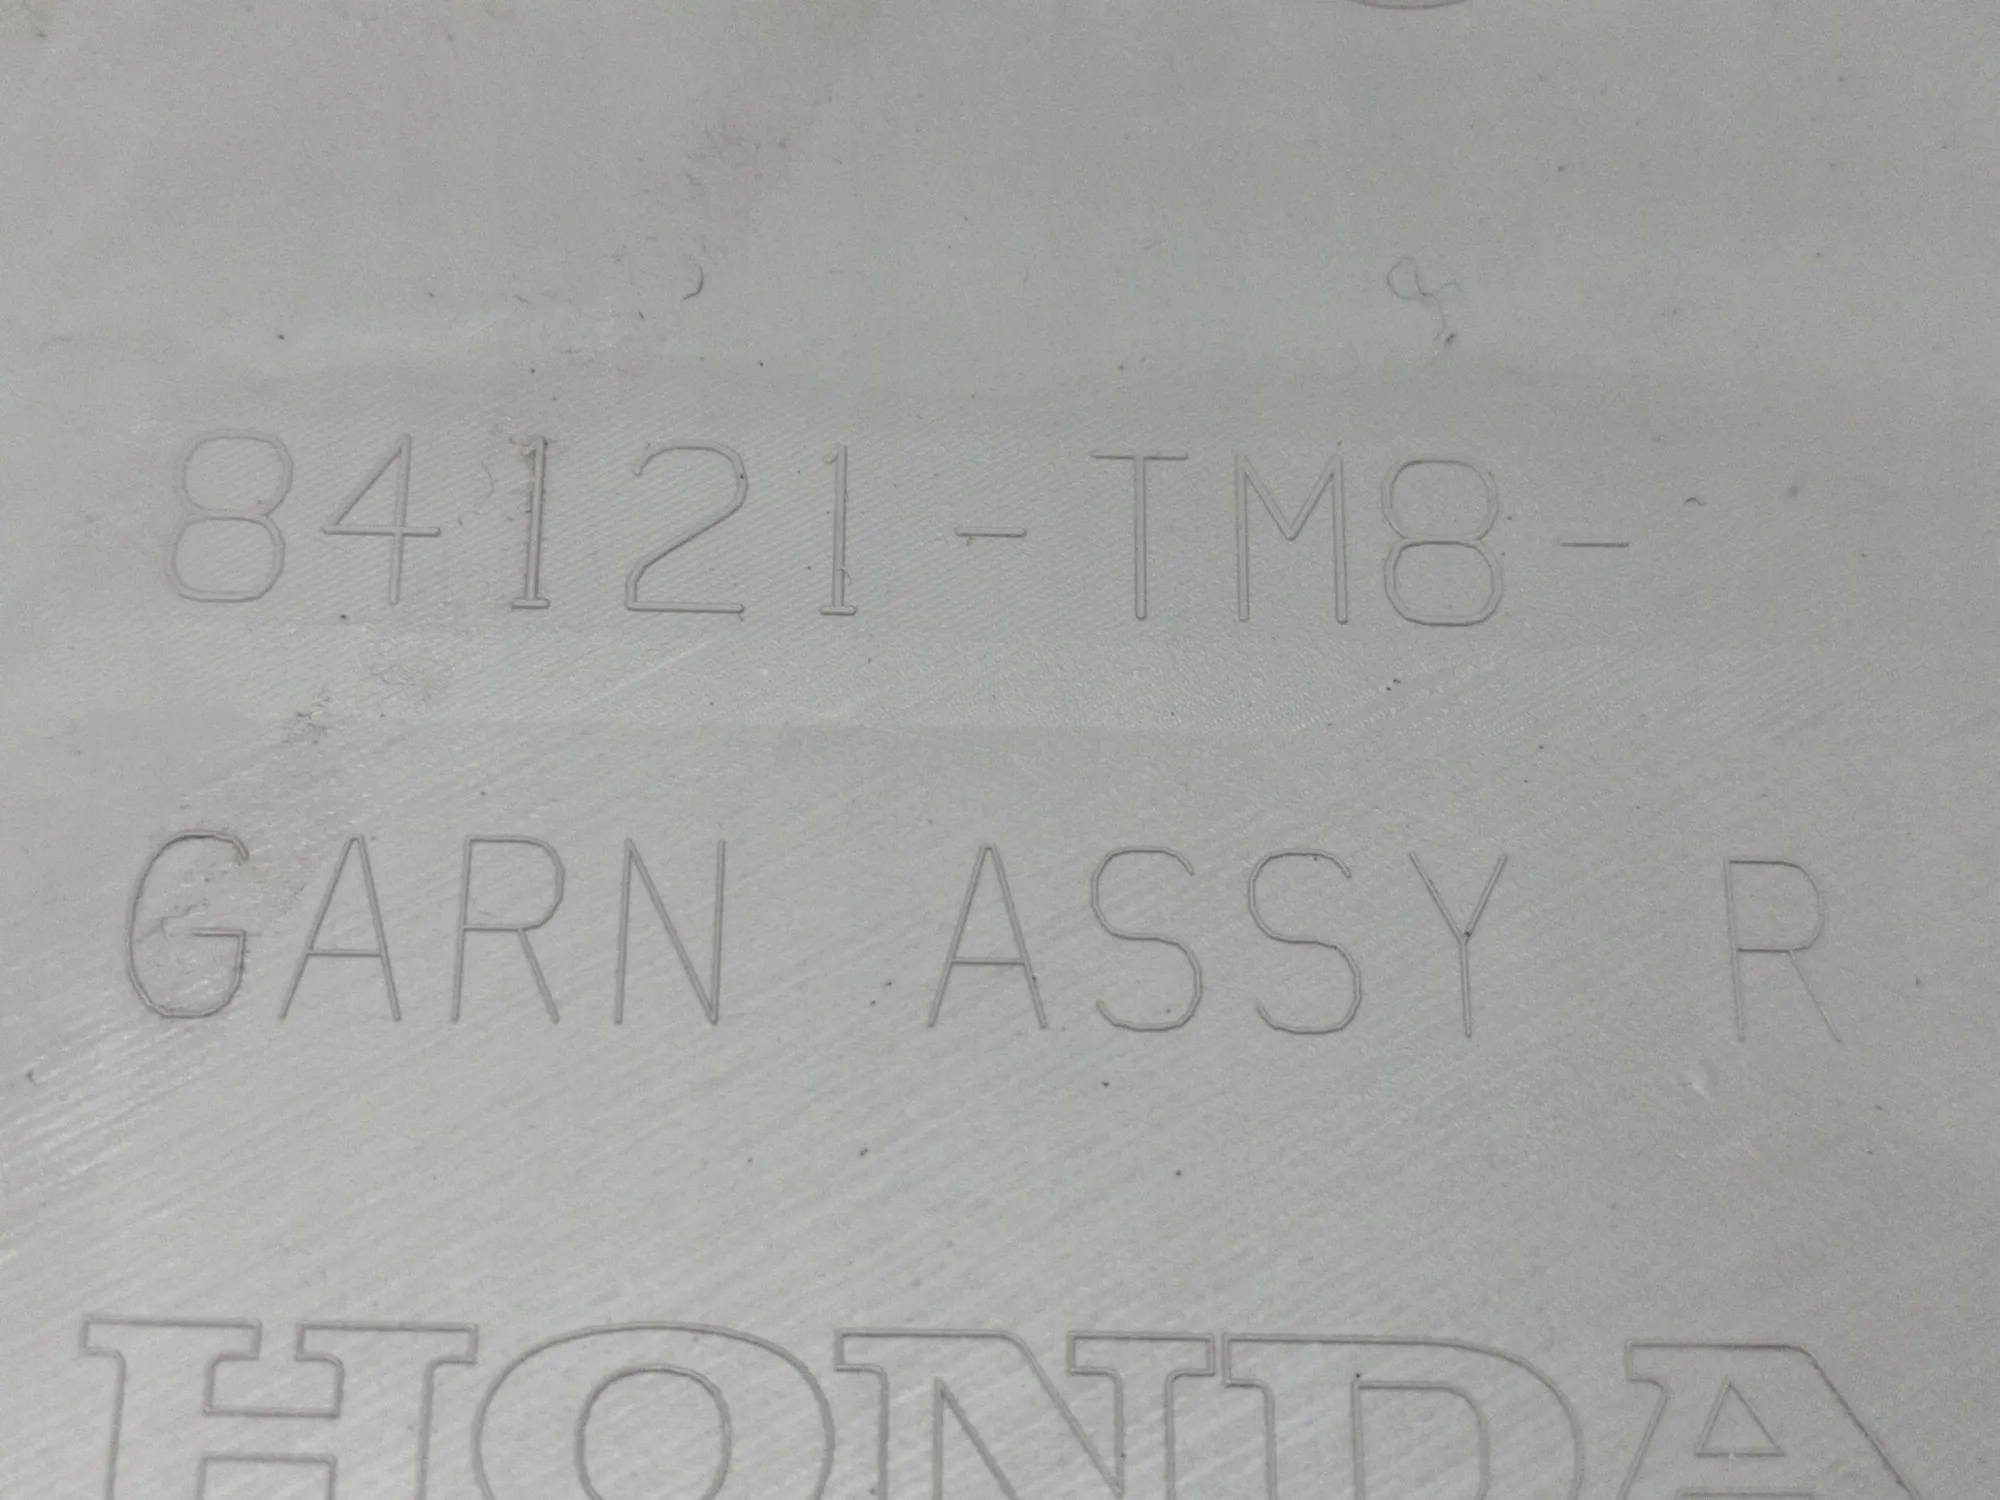 84121-TM8-
GARN ASSY R
HONDA